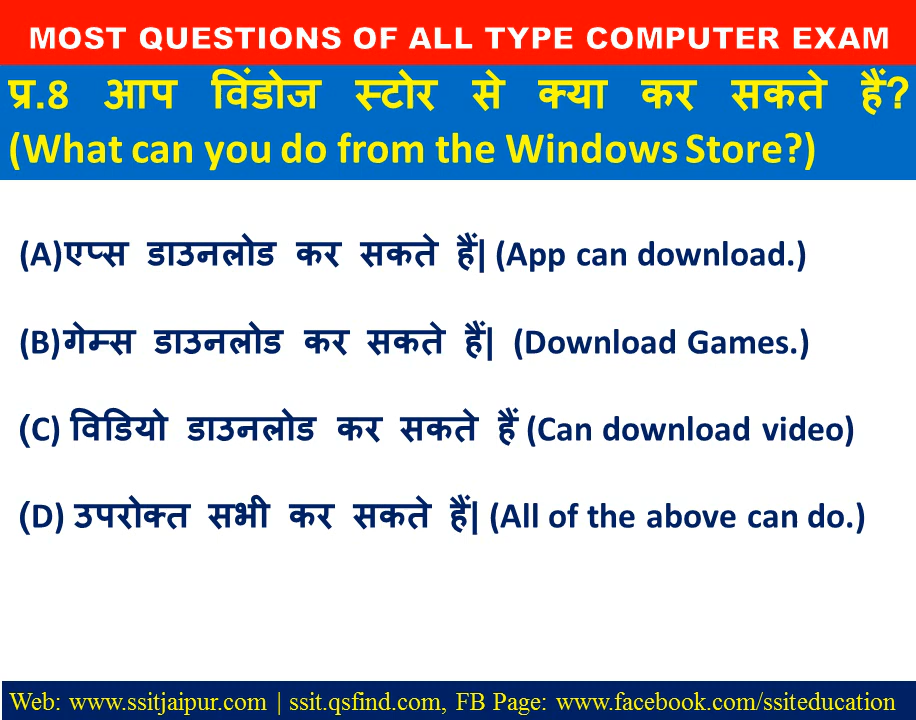 MOST QUESTIONS OF ALL TYPE COMPUTER EXAM
प्र.8 आप विंडोज स्टोर से क्या कर सकते हैं?
(What can you do from the Windows Store?)
(A)एप्स डाउनलोड कर सकते हैं| (App can download.)
(B)गेम्स डाउनलोड कर सकते हैं| (Download Games.)
(C) विडियो डाउनलोड कर सकते हैं (Can download video)
(D) उपरोक्त सभी कर सकते हैं| (All of the above can do.)
Web: www.ssitjaipur.com | ssit.qsfind.com, FB Page: www.facebook.com/ssiteducation